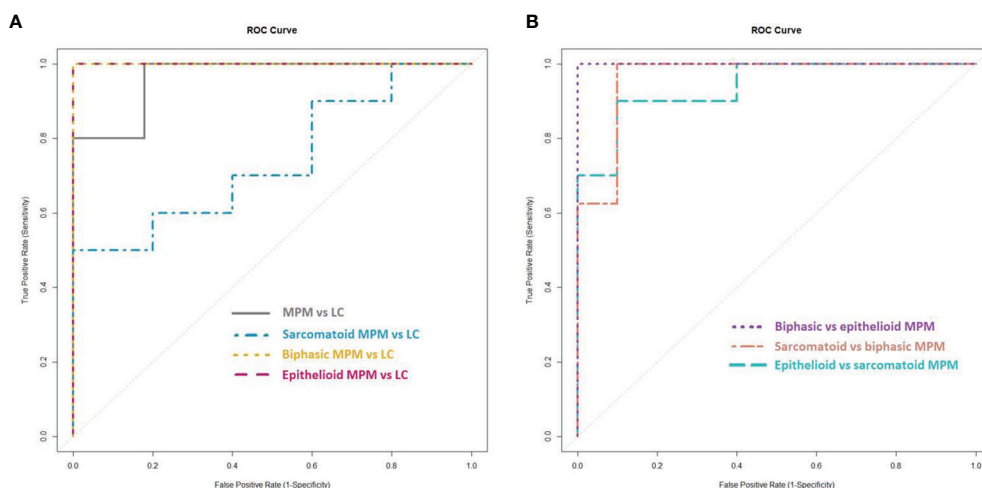 A
ROC Curve
True Positive Rate (Sensitivity)
1.0
0.8
0.6
0.4
0.2
0.0
MPM vs LC
Sarcomatoid MPM vs LC
Biphasic MPM vs LC
Epithelioid MPM vs LC
0.0 0.2 0.4 0.6 0.8 1.0
False Positive Rate (1-Specificity)
B
ROC Curve
True Positive Rate (Sensitivity)
1.0
0.8
0.6
0.4
0.2
0.0
Biphasic vs epithelioid MPM
Sarcomatoid vs biphasic MPM
Epithelioid vs sarcomatoid MPM
0.0 0.2 0.4 0.6 0.8 1.0
False Positive Rate (1-Specificity)